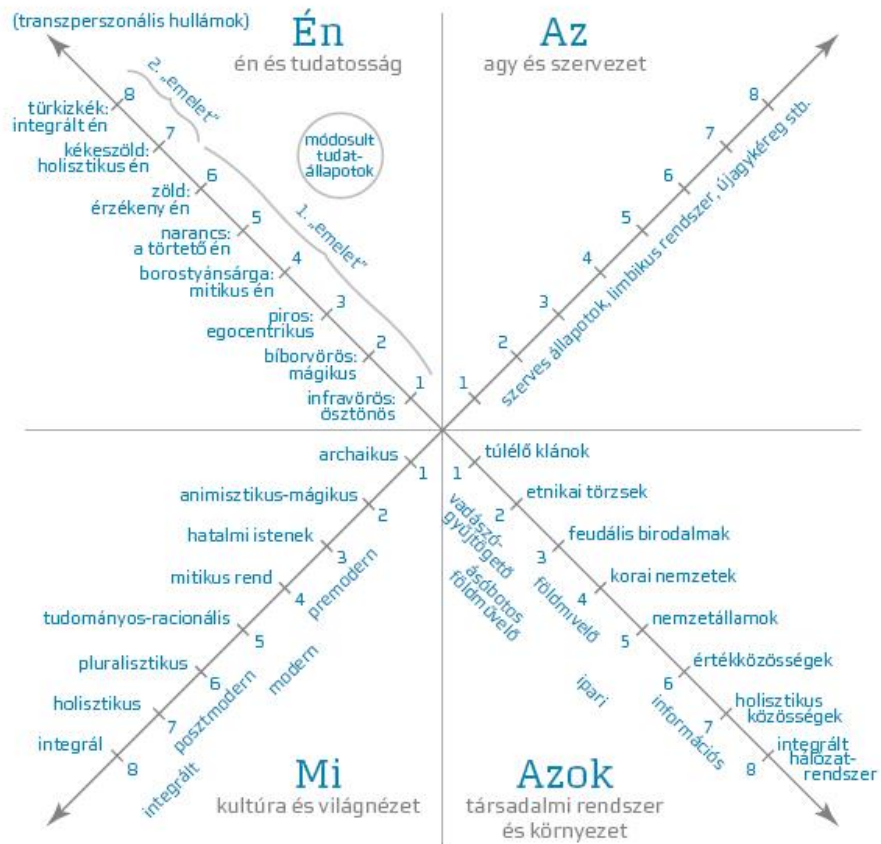 (transzperszonális hullámok)
Én
én és tudatosság
2. „emelet”
1. „emelet”
módosult
tudat-
állapotok
8
türkizkék:
integrált én
7
kékeszöld:
holisztikus én
6
zöld:
érzékeny én
5
narancs:
a törtető én
4
borostyánsárga:
mitikus én
3
piros:
egocentrikus
2
bíborvörös:
mágikus
1
infravörös:
ösztönös
Az
agy és szervezet
8
7
6
5
4
3
2
1
szerves állapotok, limbikus rendszer, újagykéreg stb.
archaikus
1
animisztikus-mágikus
2
hatalmi istenek
3
mitikus rend
4
premodern
tudományos-racionális
5
modern
pluralisztikus
6
posztmodern
holisztikus
7
integrál
8
integrált
Mi
kultúra és világnézet
túlélő klánok
1
etnikai törzsek
2
vadászó-
gyűjtögető
feudális birodalmak
3
ásóbotos
földművelő
korai nemzetek
4
földmivelő
nemzetállamok
5
értékközösségek
6
ipari
holisztikus
közösségek
7
információs
integrált
hálózat-
rendszer
8
Azok
társadalmi rendszer
és környezet